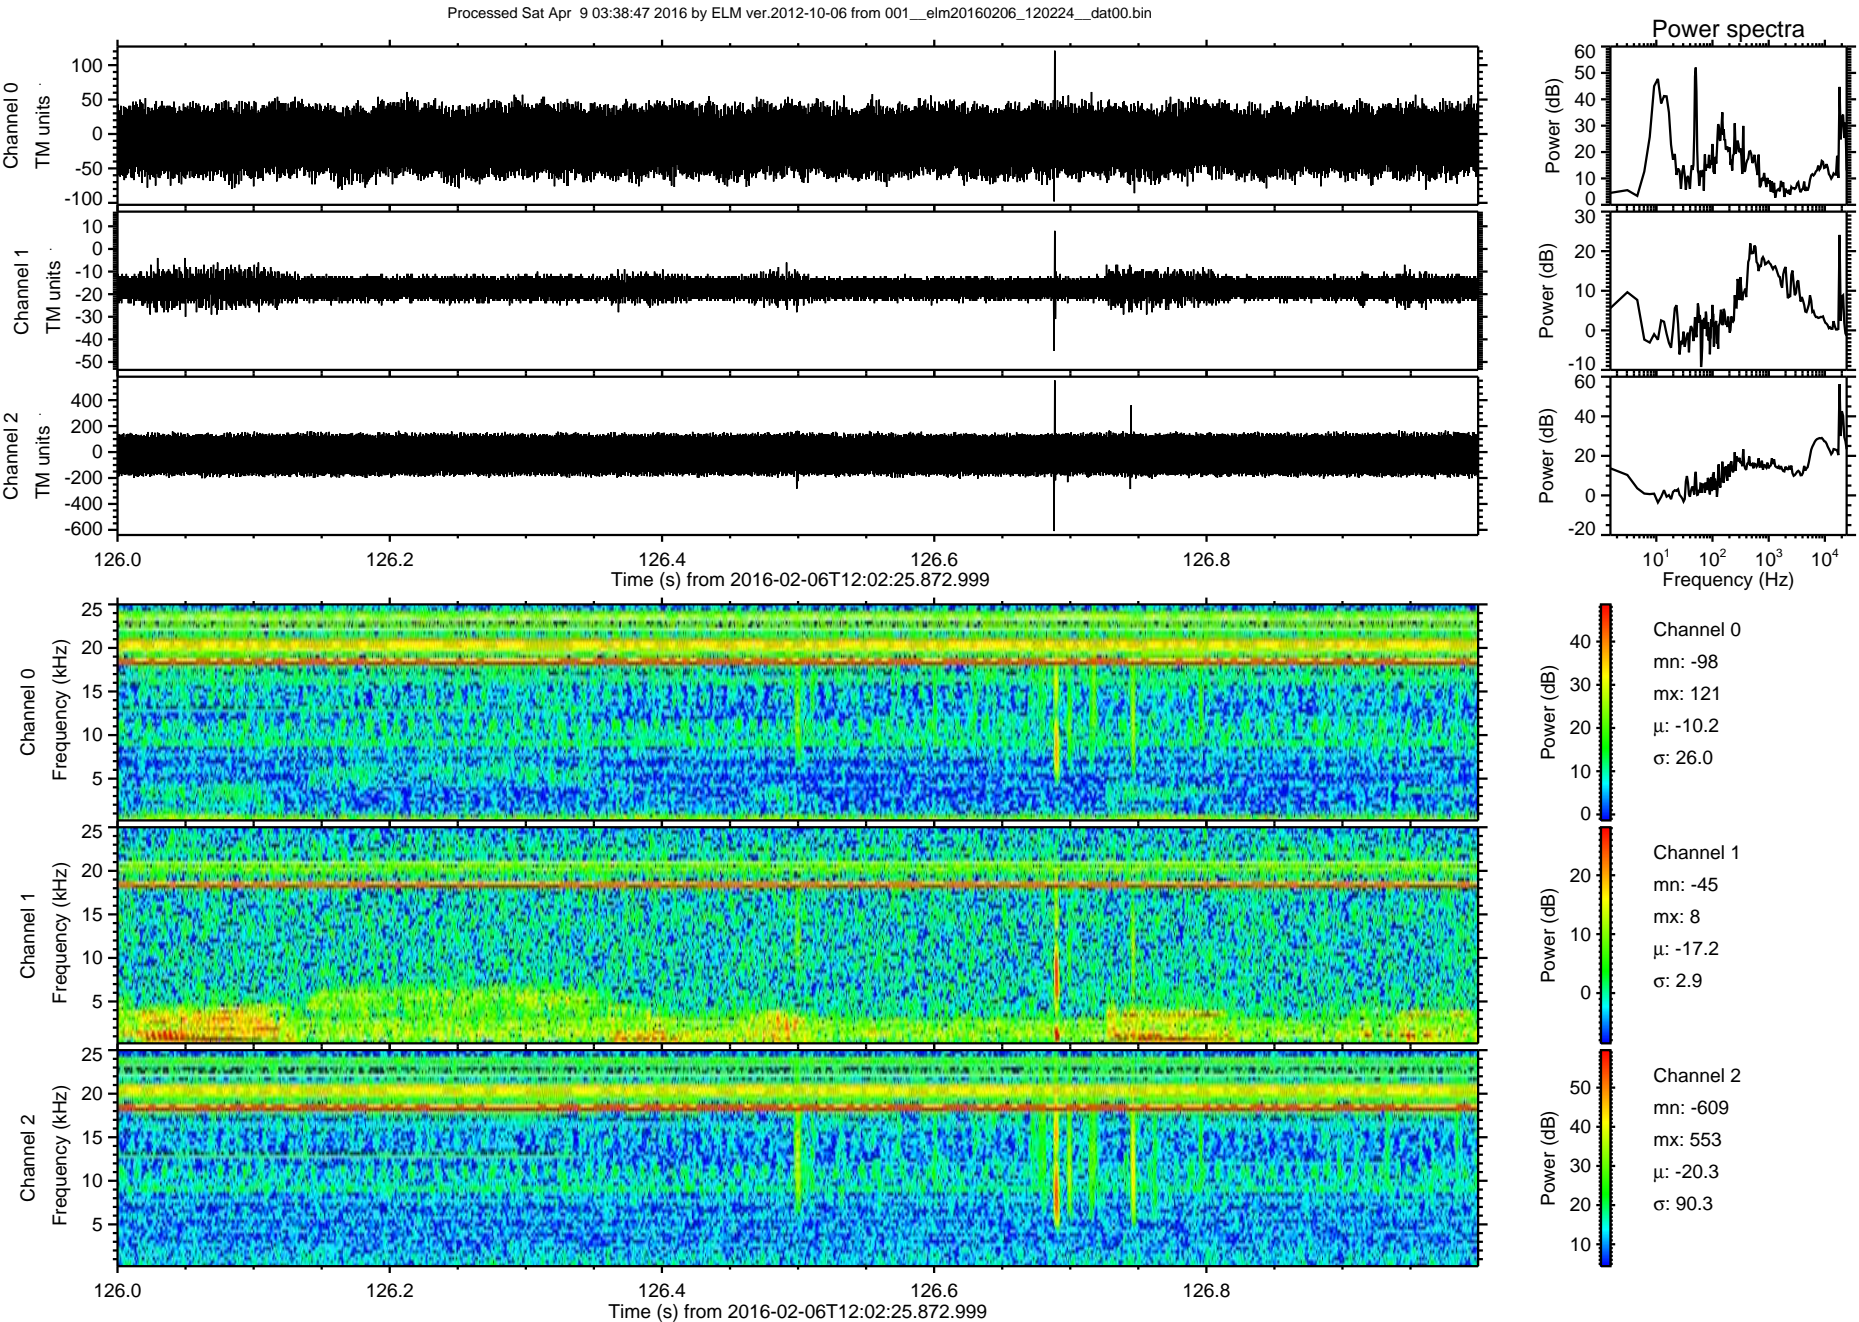 Processed Sat Apr  9 03:38:47 2016 by ELM ver.2012-10-06 from 001__elm20160206_120224__dat00.bin
Power spectra
Channel 0
TM units
100
50
0
-50
-100
Power (dB)
60
50
40
30
20
10
0
Channel 1
TM units
10
0
-10
-20
-30
-40
-50
Power (dB)
30
20
10
0
-10
Channel 2
TM units
400
200
0
-200
-400
-600
Power (dB)
60
40
20
0
-20
126.0 126.2 126.4 126.6 126.8
Time (s) from 2016-02-06T12:02:25.872.999
10¹ 10² 10³ 10⁴
Frequency (Hz)
Channel 0
Frequency (kHz)
25
20
15
10
5
Power (dB)
40
30
20
10
0
Channel 0
mn: -98
mx: 121
µ: -10.2
σ: 26.0
Channel 1
Frequency (kHz)
25
20
15
10
5
Power (dB)
20
10
0
Channel 1
mn: -45
mx: 8
µ: -17.2
σ: 2.9
Channel 2
Frequency (kHz)
25
20
15
10
5
Power (dB)
50
40
30
20
10
Channel 2
mn: -609
mx: 553
µ: -20.3
σ: 90.3
126.0 126.2 126.4 126.6 126.8
Time (s) from 2016-02-06T12:02:25.872.999